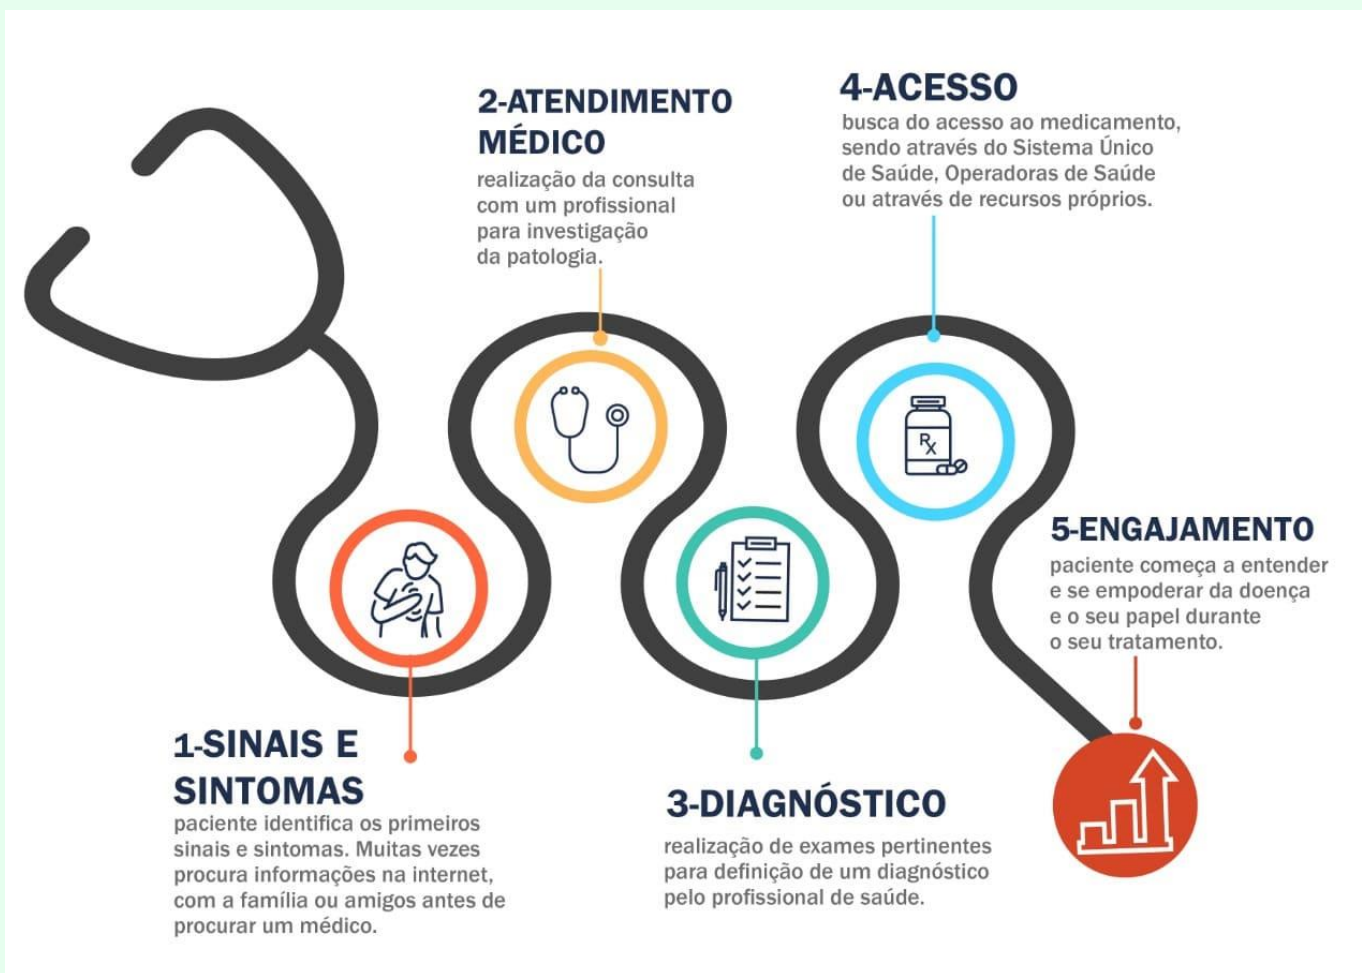 1-SINAIS E
SINTOMAS
paciente identifica os primeiros
sinais e sintomas. Muitas vezes
procura informações na internet,
com a família ou amigos antes de
procurar um médico.
2-ATENDIMENTO
MÉDICO
realização da consulta
com um profissional
para investigação
da patologia.
3-DIAGNÓSTICO
realização de exames pertinentes
para definição de um diagnóstico
pelo profissional de saúde.
4-ACESSO
busca do acesso ao medicamento,
sendo através do Sistema Único
de Saúde, Operadoras de Saúde
ou através de recursos próprios.
RX
5-ENGAJAMENTO
paciente começa a entender
e se empoderar da doença
e o seu papel durante
o seu tratamento.